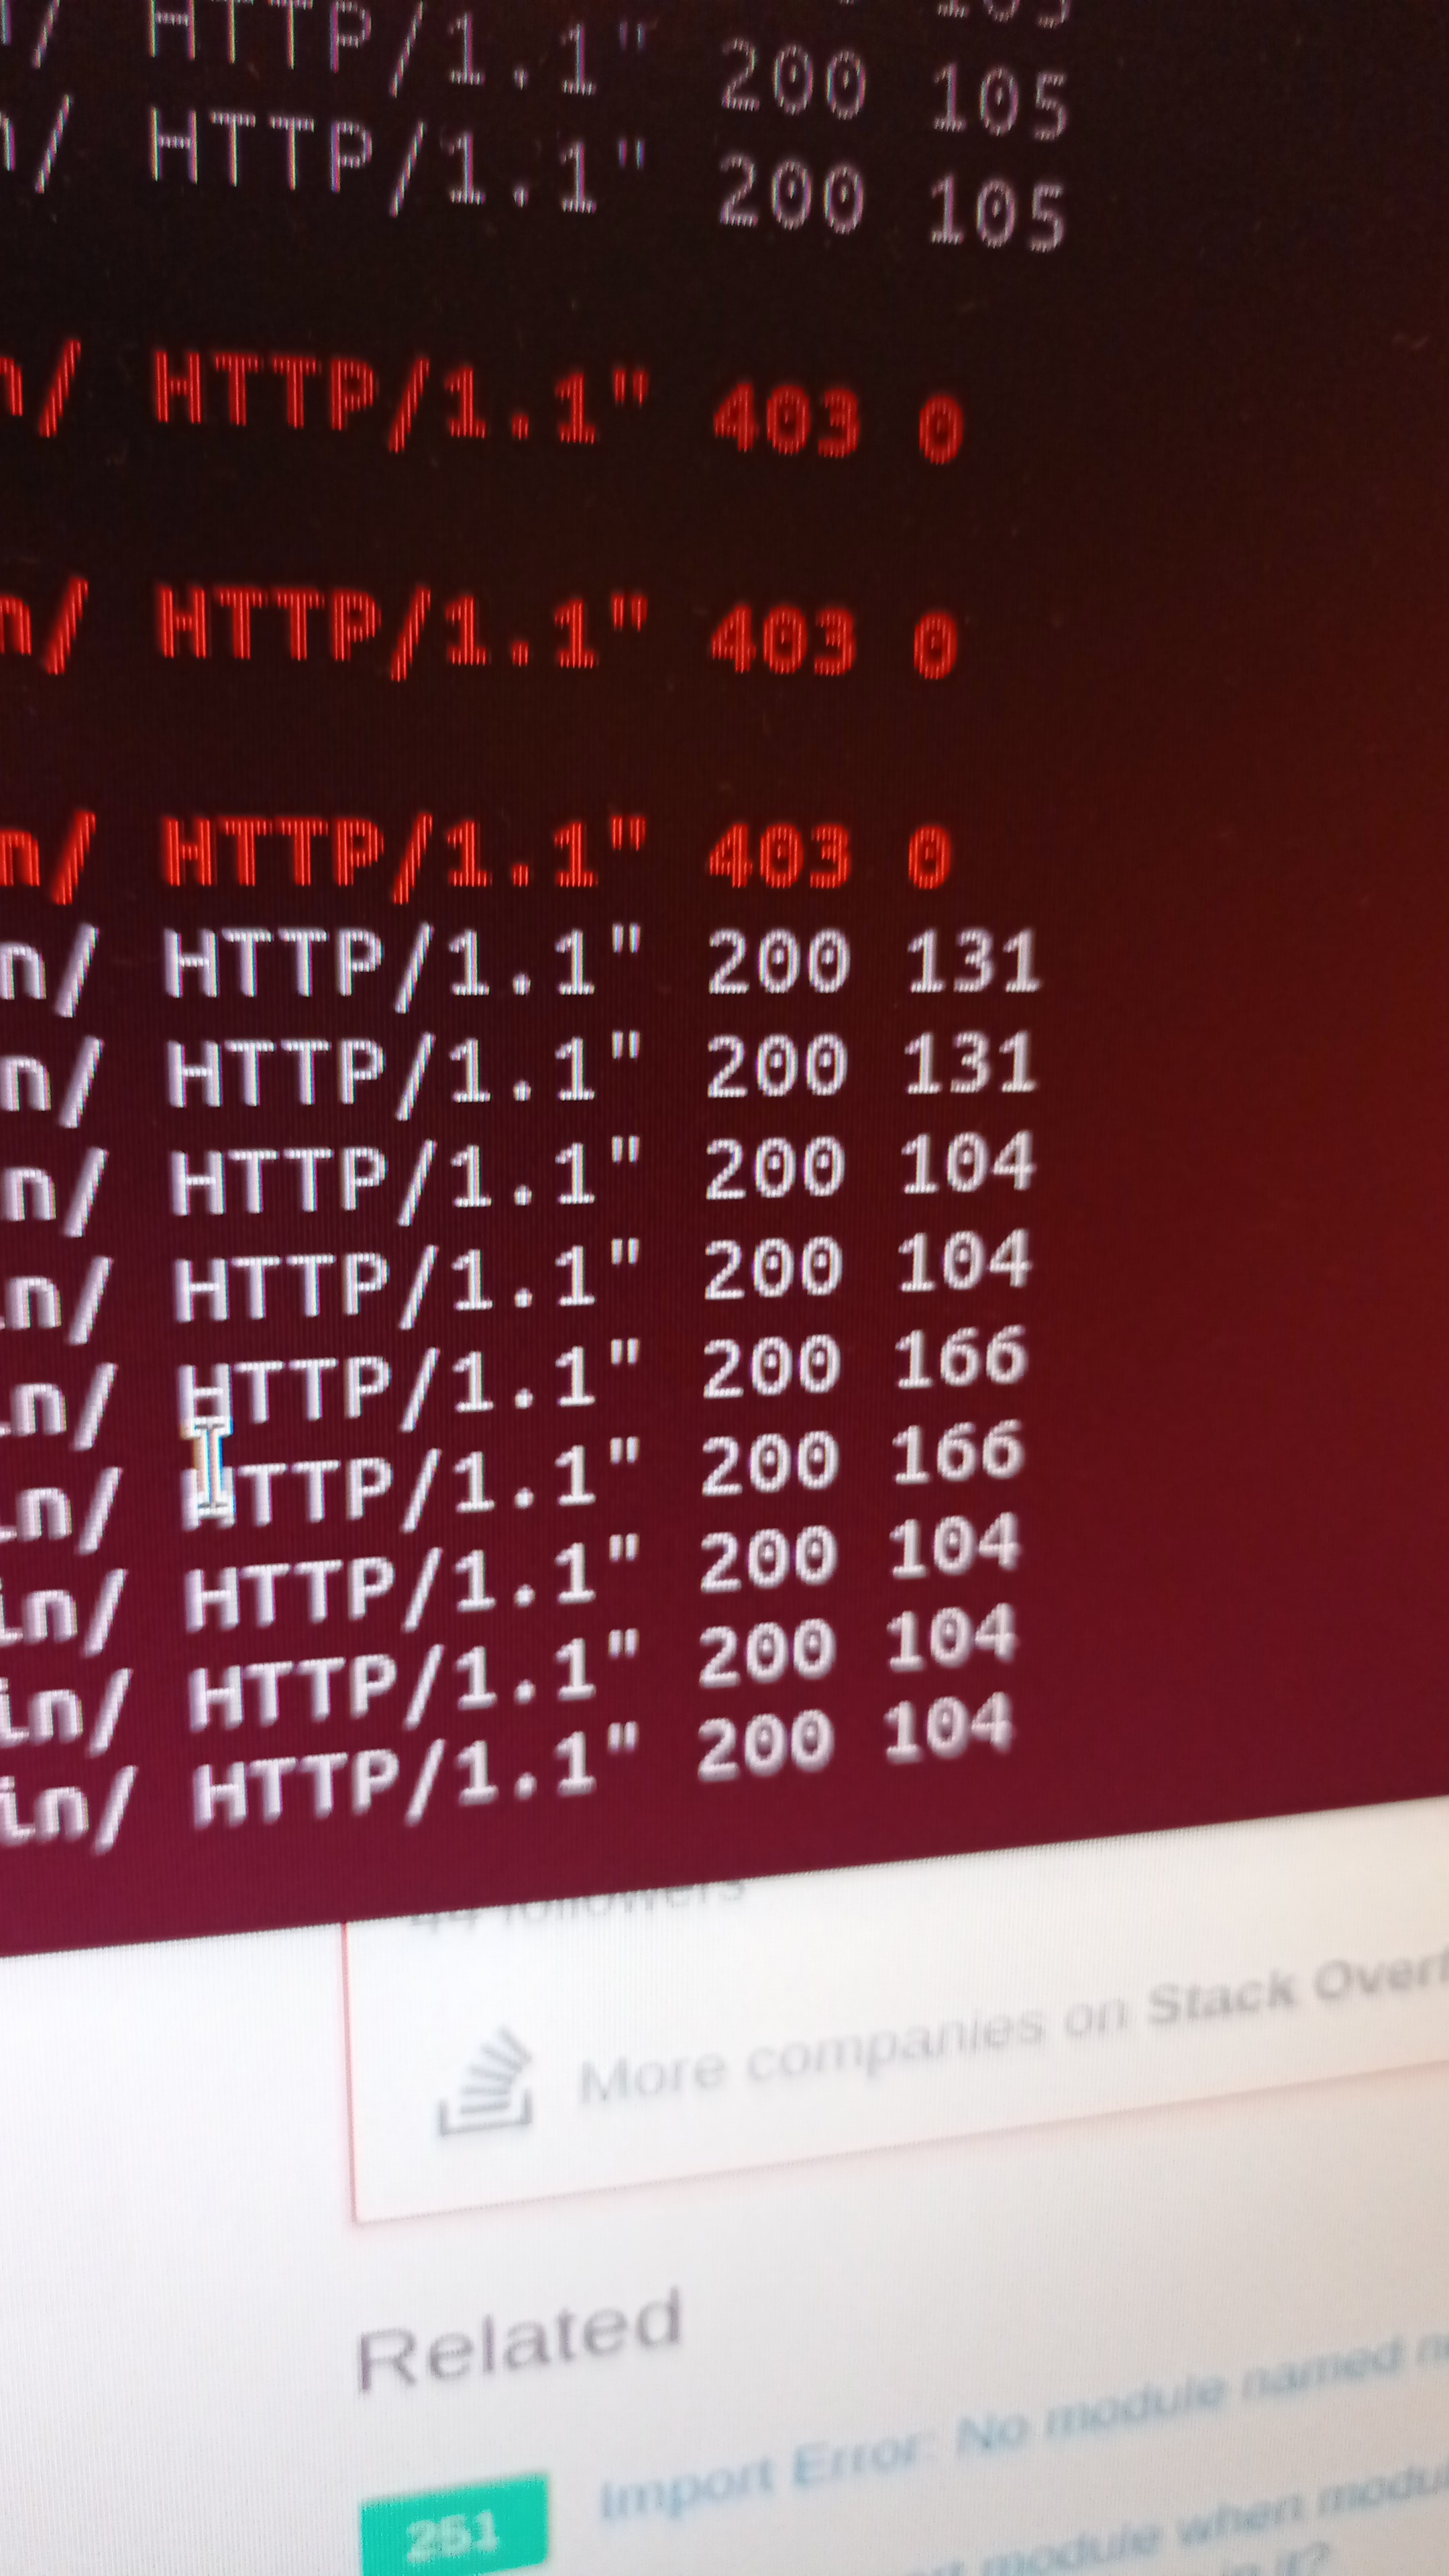 n/ HTTP/1.1" 200 105
n/ HTTP/1.1" 200 105
n/ HTTP/1.1" 403 0
n/ HTTP/1.1" 403 0
n/ HTTP/1.1" 403 0
n/ HTTP/1.1" 200 131
n/ HTTP/1.1" 200 131
n/ HTTP/1.1" 200 104
in/ HTTP/1.1" 200 104
in/ HTTP/1.1" 200 166
in/ HTTP/1.1" 200 166
in/ HTTP/1.1" 200 104
in/ HTTP/1.1" 200 104
in/ HTTP/1.1" 200 104
44 followers
More companies on Stack Overf
Related
251 Import Error: No module named
module when modu
in it?